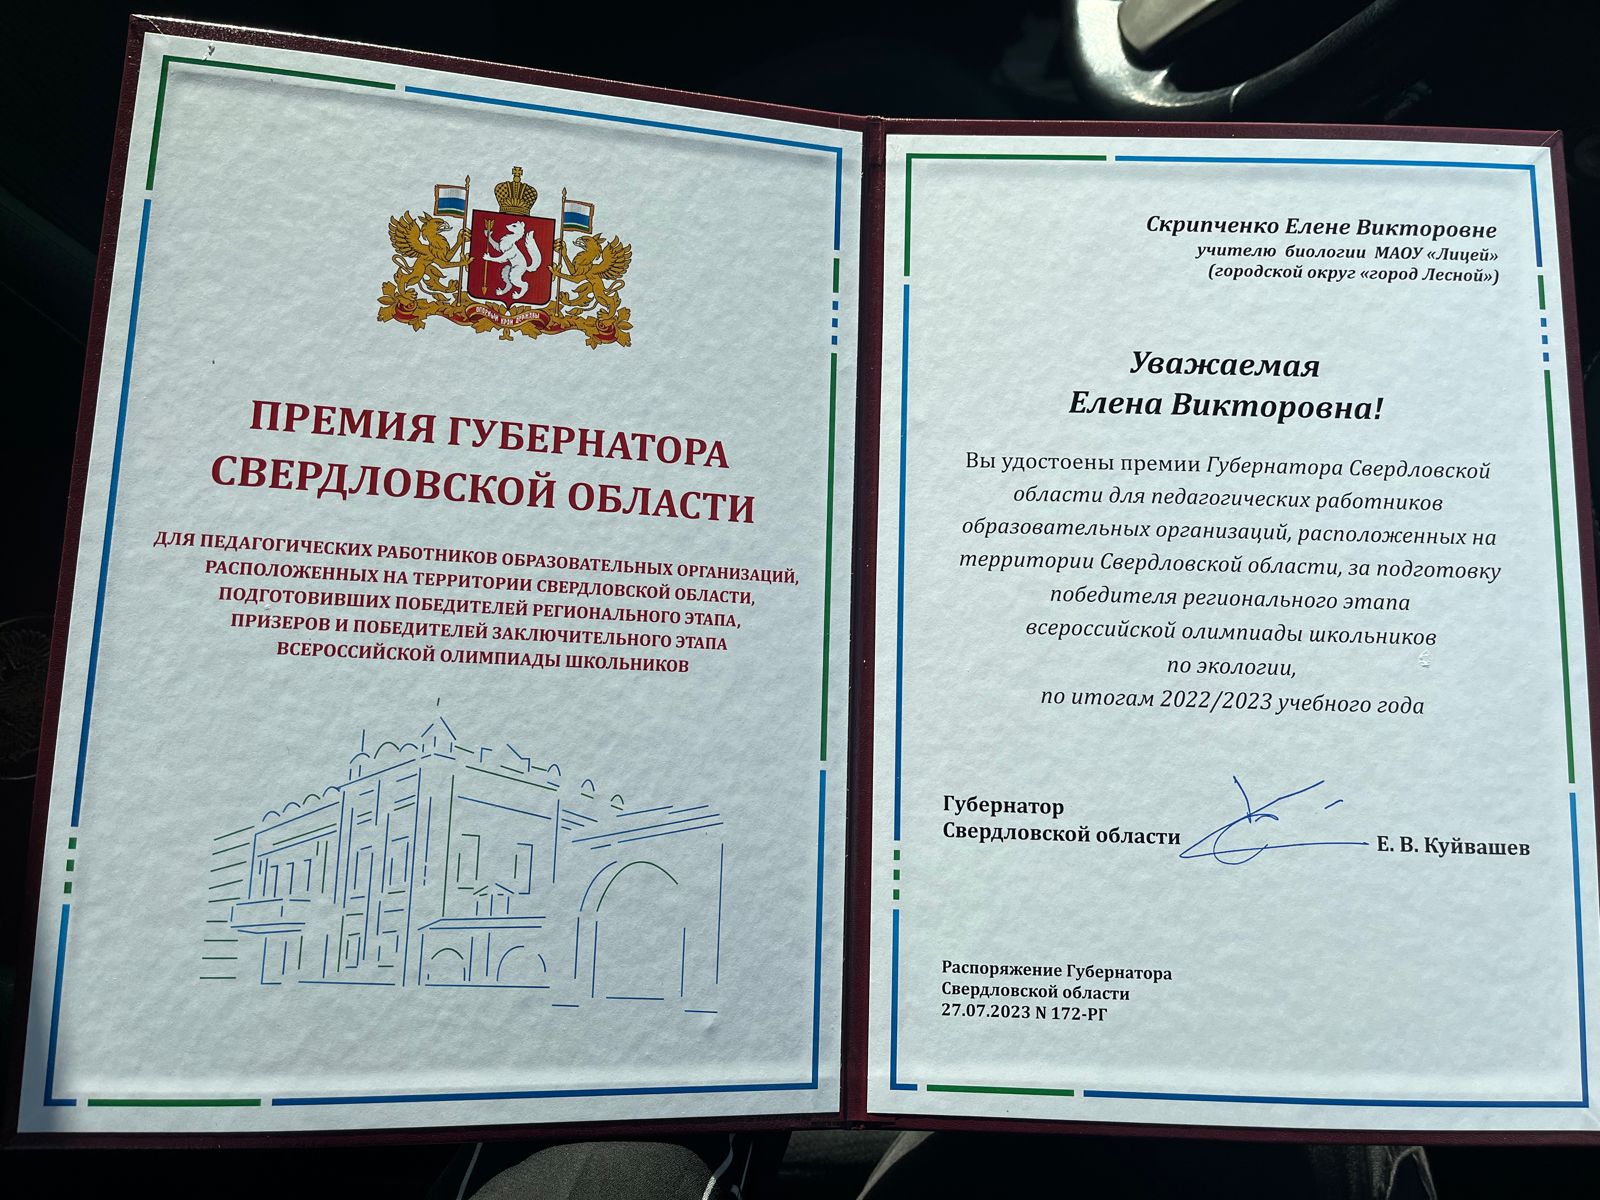 ОПОРНЫЙ КРАЙ ДЕРЖАВЫ
ПРЕМИЯ ГУБЕРНАТОРА
СВЕРДЛОВСКОЙ ОБЛАСТИ
ДЛЯ ПЕДАГОГИЧЕСКИХ РАБОТНИКОВ ОБРАЗОВАТЕЛЬНЫХ ОРГАНИЗАЦИЙ,
РАСПОЛОЖЕННЫХ НА ТЕРРИТОРИИ СВЕРДЛОВСКОЙ ОБЛАСТИ,
ПОДГОТОВИВШИХ ПОБЕДИТЕЛЕЙ РЕГИОНАЛЬНОГО ЭТАПА,
ПРИЗЕРОВ И ПОБЕДИТЕЛЕЙ ЗАКЛЮЧИТЕЛЬНОГО ЭТАПА
ВСЕРОССИЙСКОЙ ОЛИМПИАДЫ ШКОЛЬНИКОВ
Скрипченко Елене Викторовне
учителю биологии МАОУ «Лицей»
(городской округ «город Лесной»)
Уважаемая
Елена Викторовна!
Вы удостоены премии Губернатора Свердловской
области для педагогических работников
образовательных организаций, расположенных на
территории Свердловской области, за подготовку
победителя регионального этапа
всероссийской олимпиады школьников
по экологии,
по итогам 2022/2023 учебного года
Губернатор
Свердловской области
Е. В. Куйвашев
Распоряжение Губернатора
Свердловской области
27.07.2023 N 172-РГ